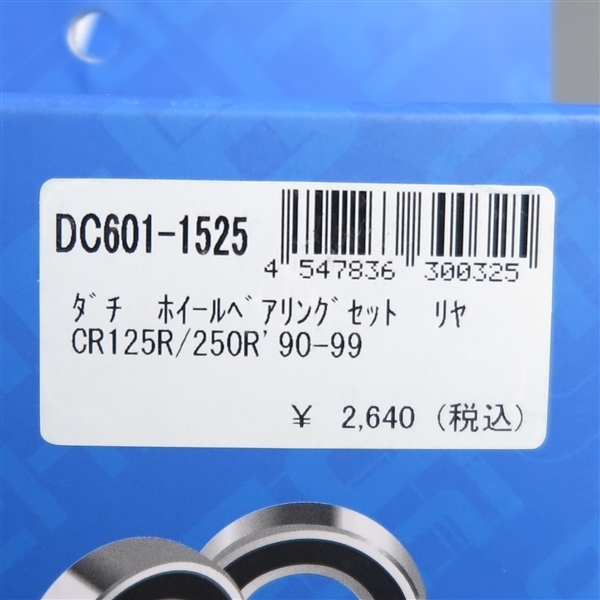 DC601-1525
4 547836 300325
ﾀﾞﾁ ﾎｲｰﾙﾍﾞｱﾘﾝｸﾞｾｯﾄ ﾘﾔ
CR125R/250R'90-99
¥ 2,640 (税込)